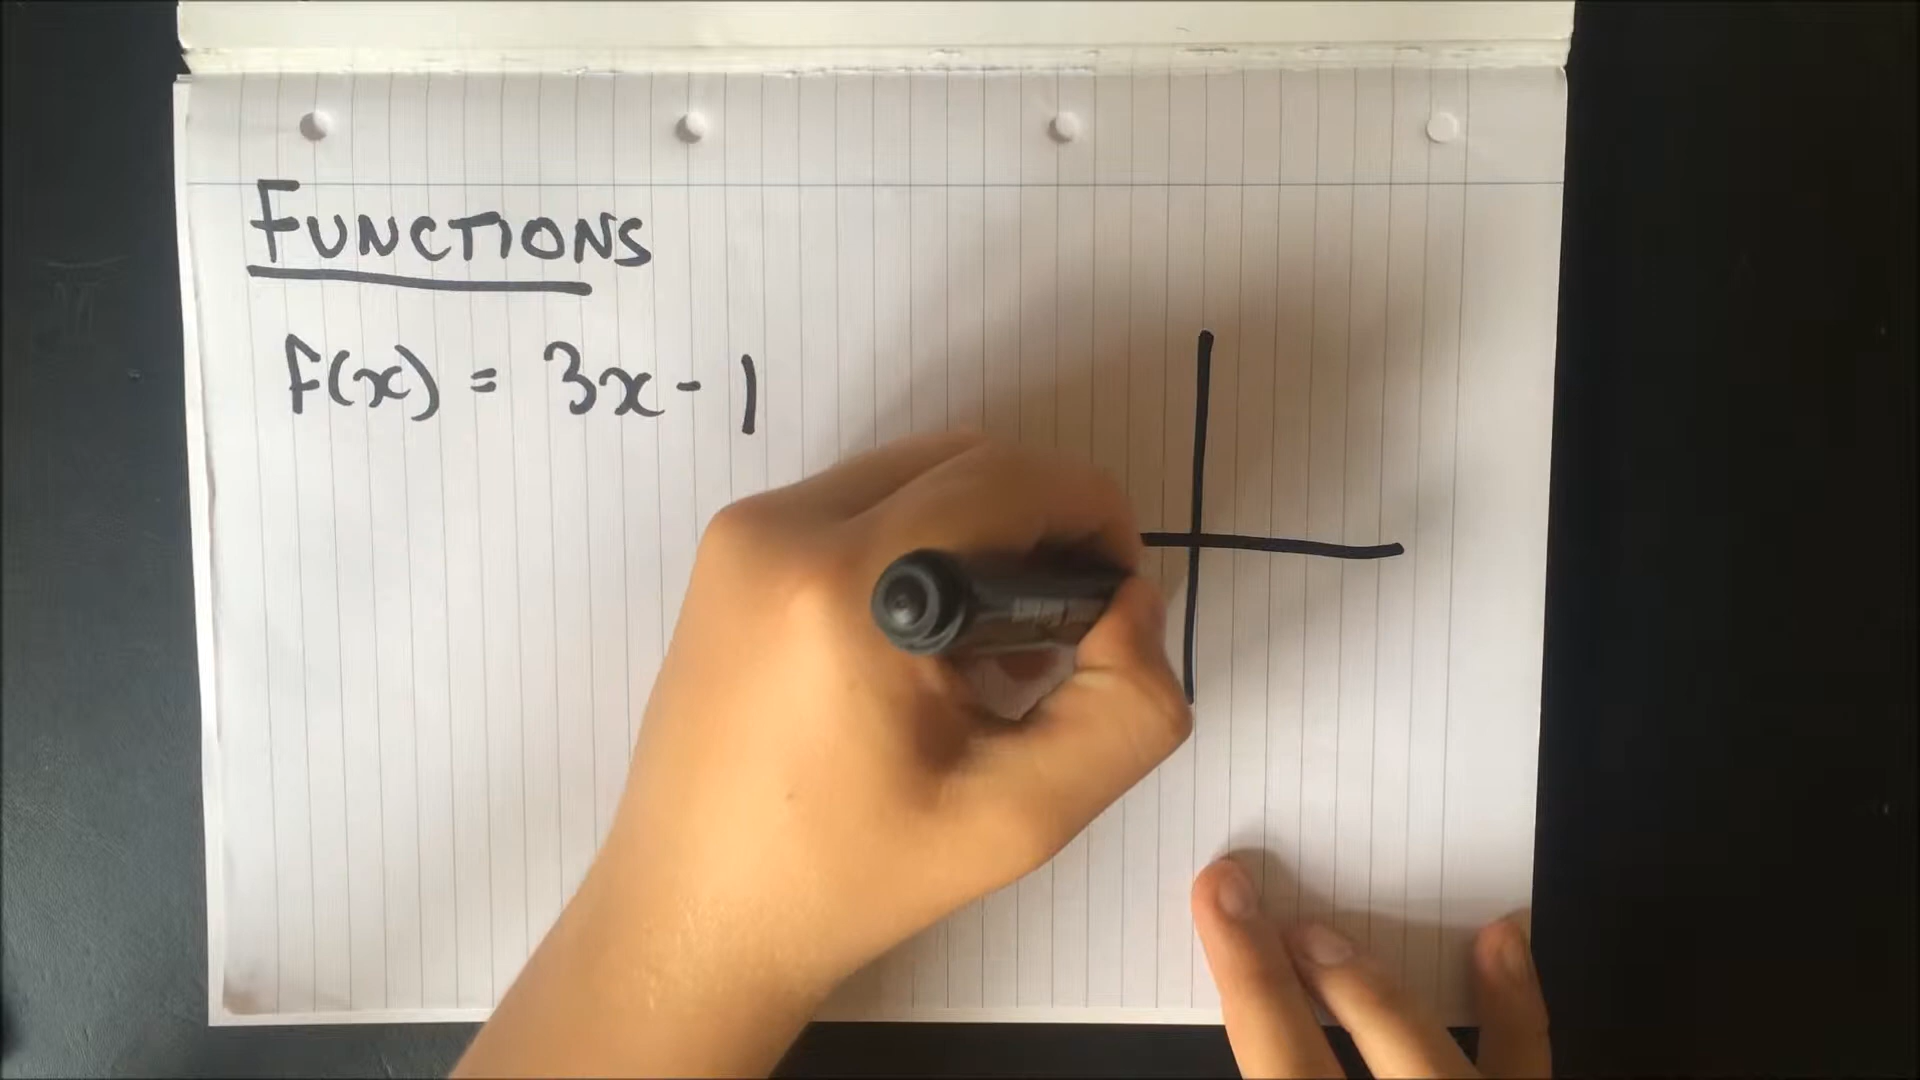 FUNCTIONS
F(x) = 3x - 1